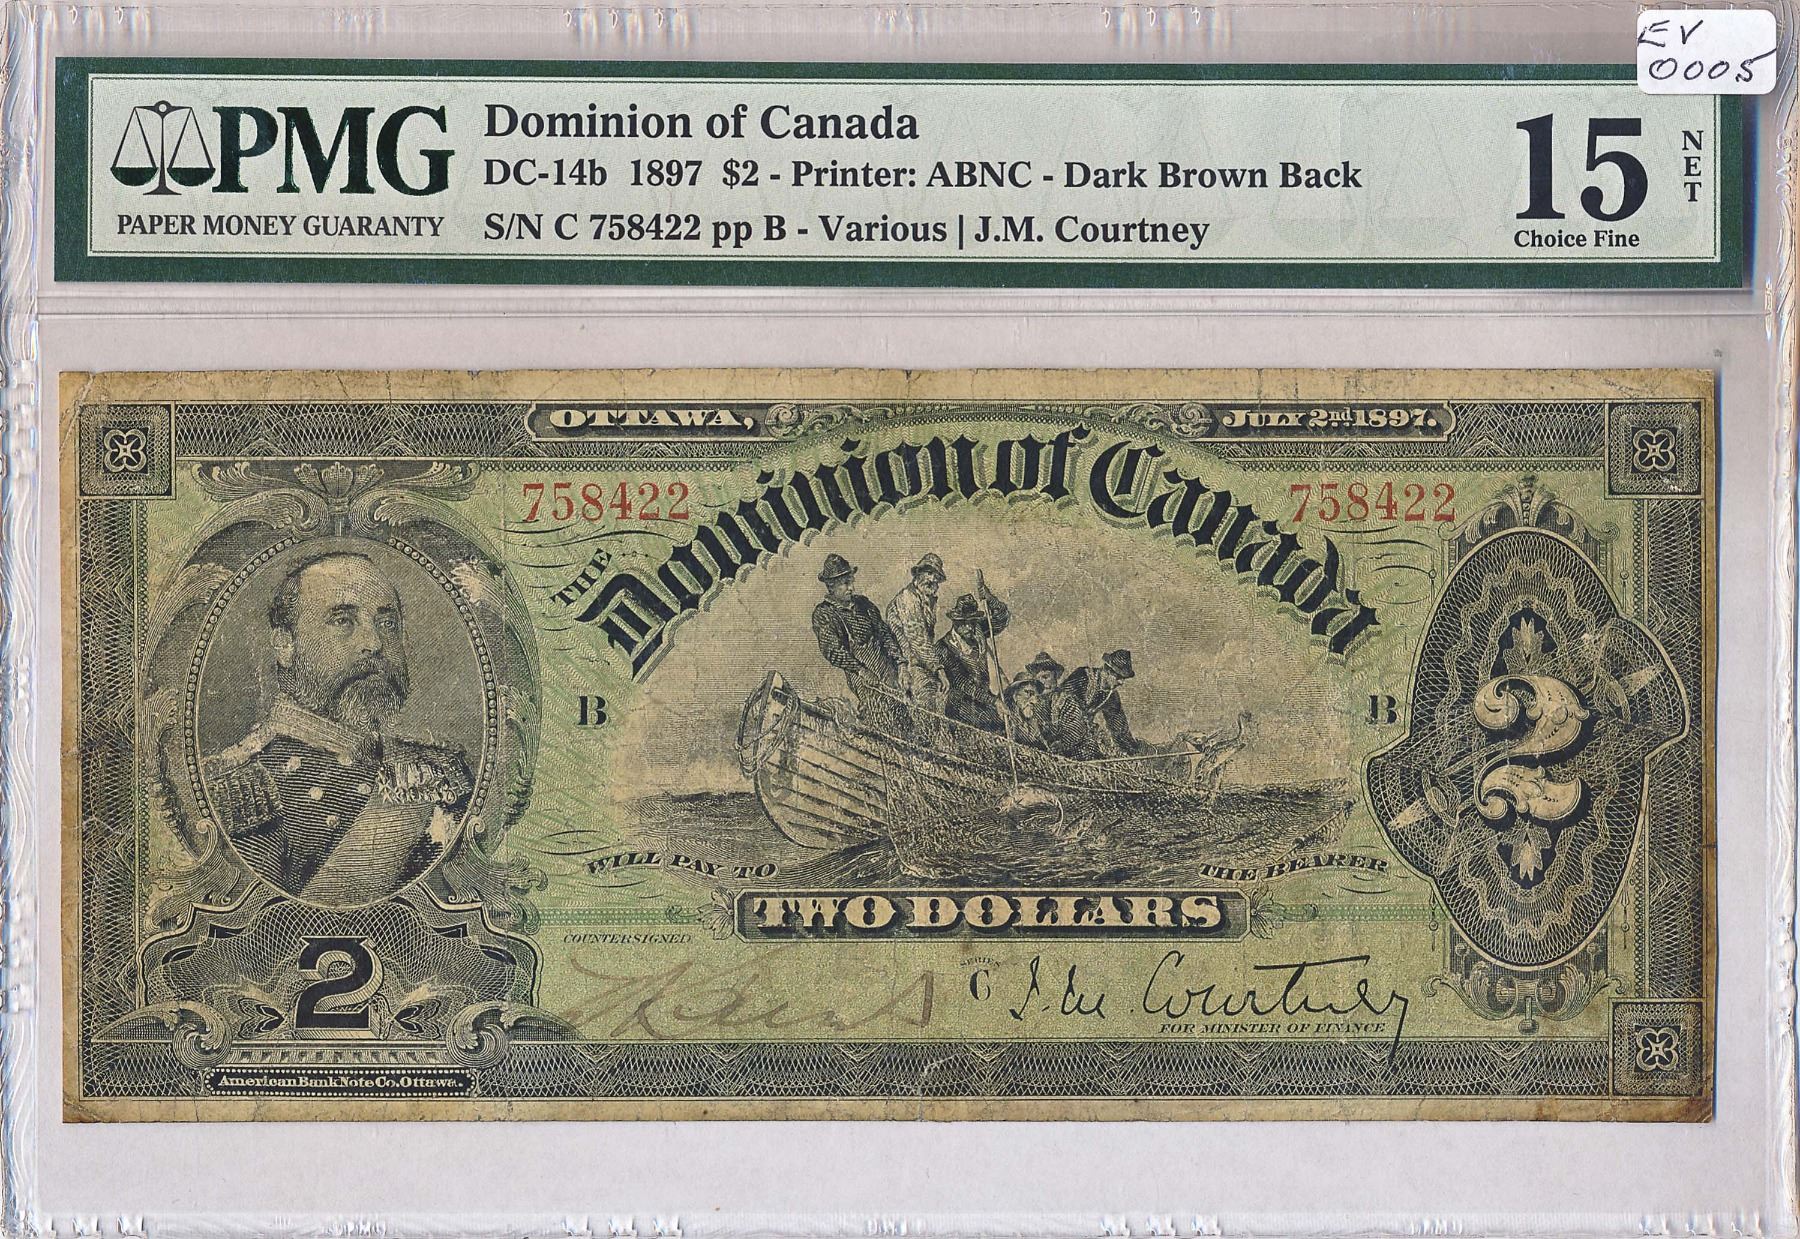 EV
0005
PMG
PAPER MONEY GUARANTY
Dominion of Canada
DC-14b 1897 $2 - Printer: ABNC - Dark Brown Back
S/N C 758422 pp B - Various | J.M. Courtney
15
NET
Choice Fine
OTTAWA, JULY 2nd 1897.
758422 758422
THE Dominion of Canada
B B
2
WILL PAY TO THE BEARER
TWO DOLLARS
COUNTERSIGNED
SERIES
C
J. M. Courtney
FOR MINISTER OF FINANCE
2
American Bank Note Co. Ottawa.